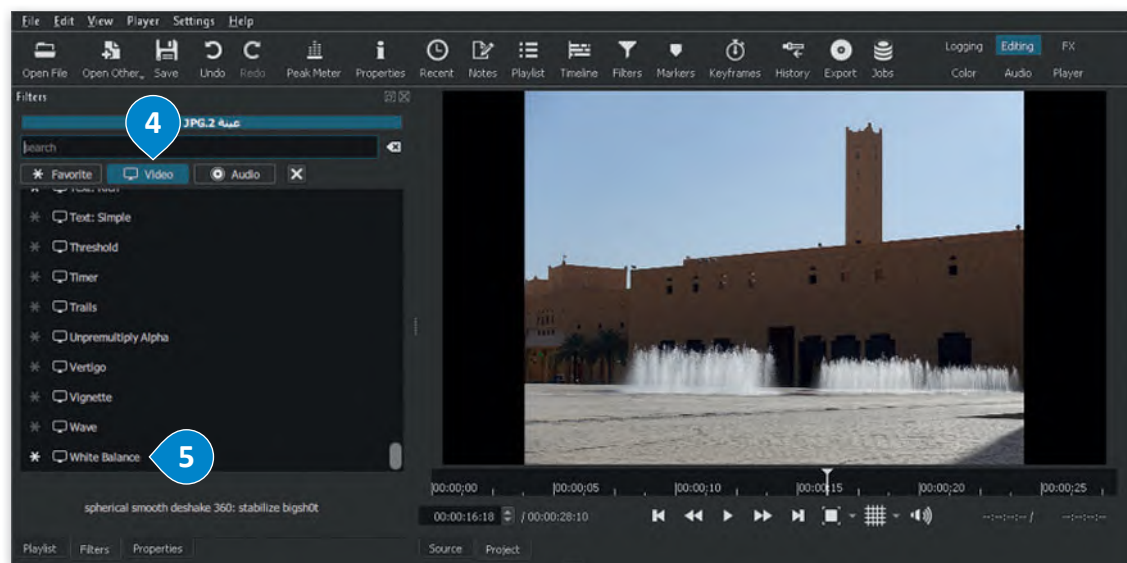 File Edit View Player Settings Help
Open File Open Other.. Save Undo Redo Peak Meter Properties Recent Notes Playlist Timeline Filters Markers Keyframes History Export Jobs
Logging Editing FX
Color Audio Player
Filters
عينة JPG.2
4
search
Favorite Video Audio
Text: Rich
Text: Simple
Threshold
Timer
Trails
Unpremultiply Alpha
Vertigo
Vignette
Wave
White Balance
5
spherical smooth deshake 360: stabilize bigsh0t
00:00:00 00:00:05 00:00:10 00:00:15 00:00:20 00:00:25
00:00:16:18 / 00:00:28:10
--:--:--:-- / --:--:--:--
Playlist Filters Properties
Source Project